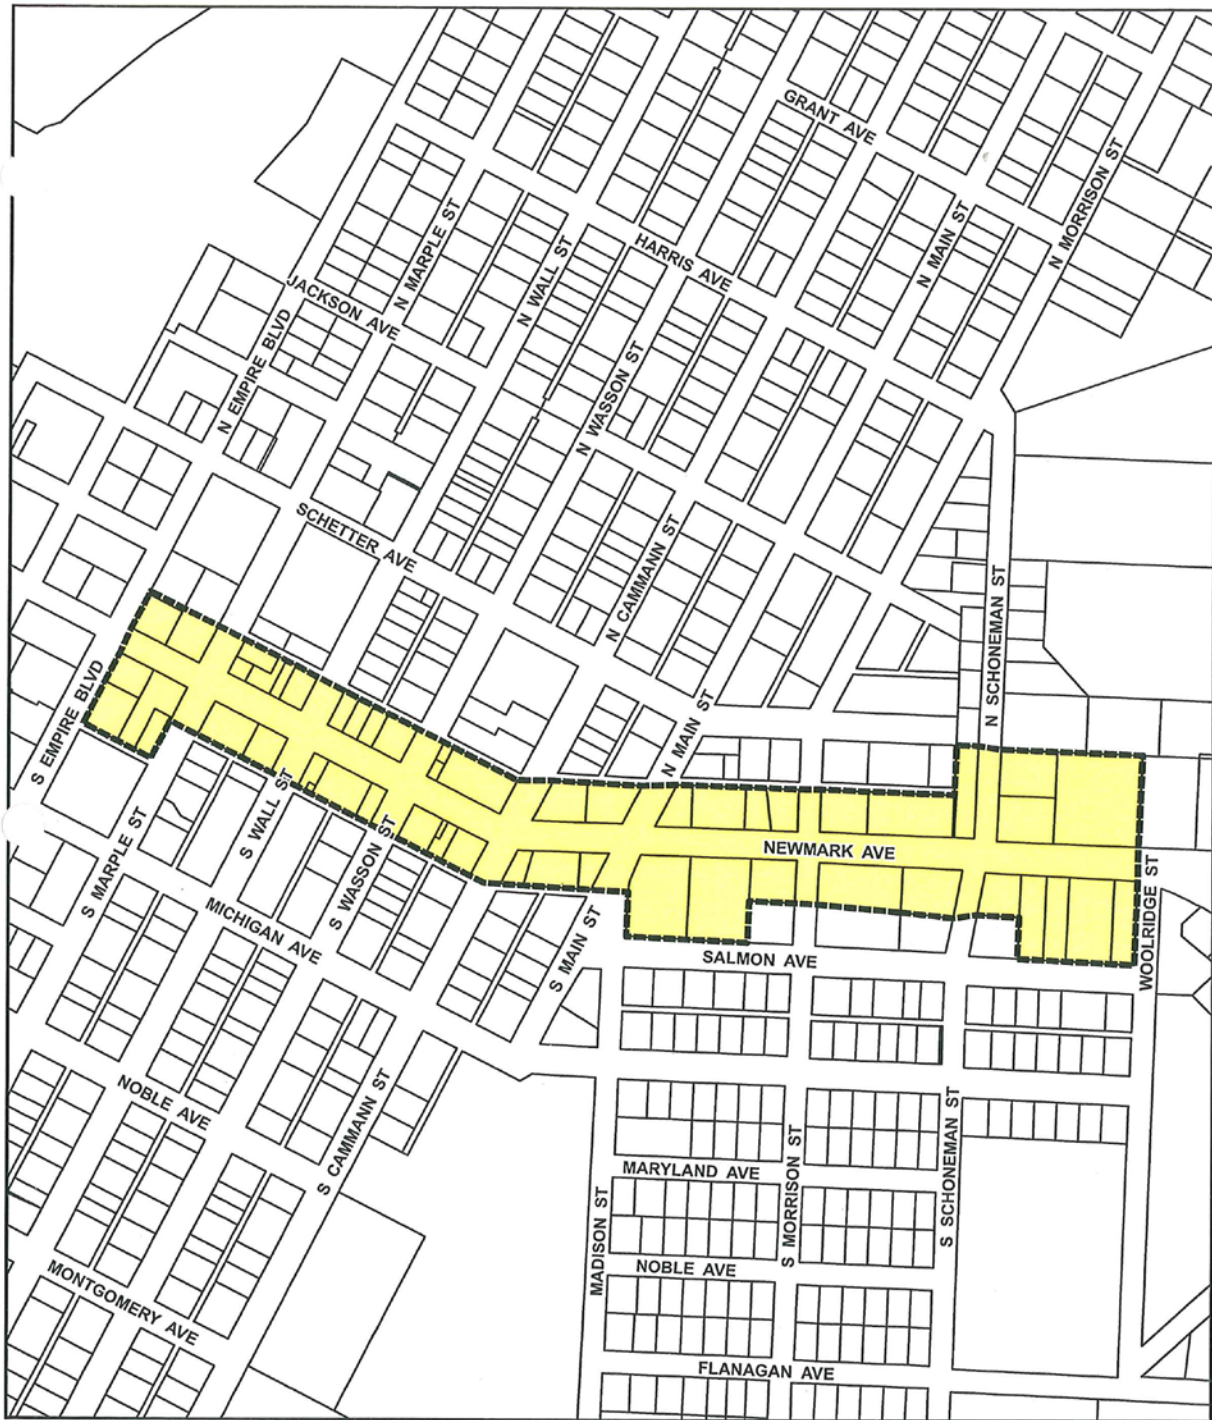 GRANT AVE
N MORRISON ST
N MARPLE ST
HARRIS AVE
N MAIN ST
N WALL ST
JACKSON AVE
N EMPIRE BLVD
N WASSON ST
SCHETTER AVE
N CAMMANN ST
N SCHONEMAN ST
S EMPIRE BLVD
N MAIN ST
S WALL ST
S MARPLE ST
S WASSON ST
NEWMARK AVE
WOOLRIDGE ST
MICHIGAN AVE
S MAIN ST
SALMON AVE
NOBLE AVE
S CAMMANN ST
MARYLAND AVE
S MORRISON ST
S SCHONEMAN ST
MADISON ST
NOBLE AVE
MONTGOMERY AVE
FLANAGAN AVE